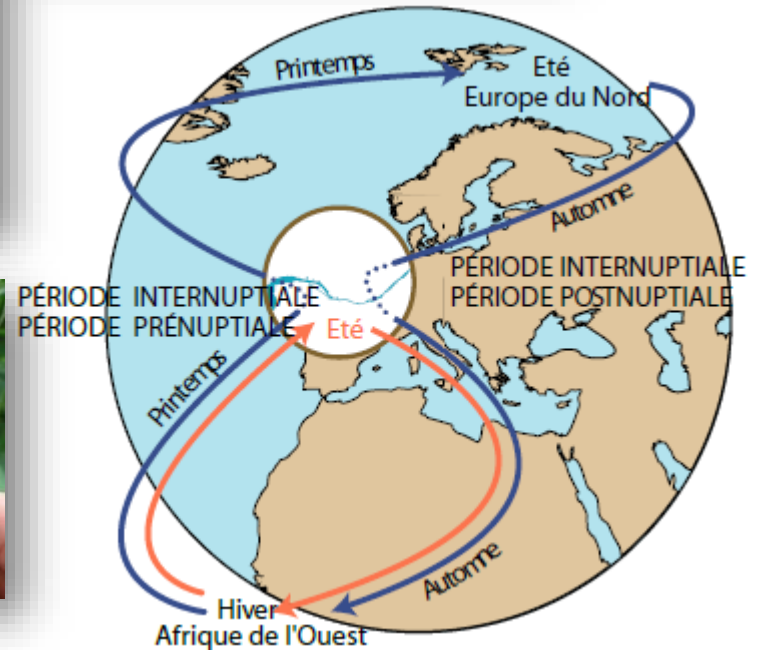 Printemps
Eté
Europe du Nord
Automne
PÉRIODE INTERNUPTIALE
PÉRIODE POSTNUPTIALE
PÉRIODE INTERNUPTIALE
PÉRIODE PRÉNUPTIALE
Eté
Printemps
Automne
Hiver
Afrique de l'Ouest